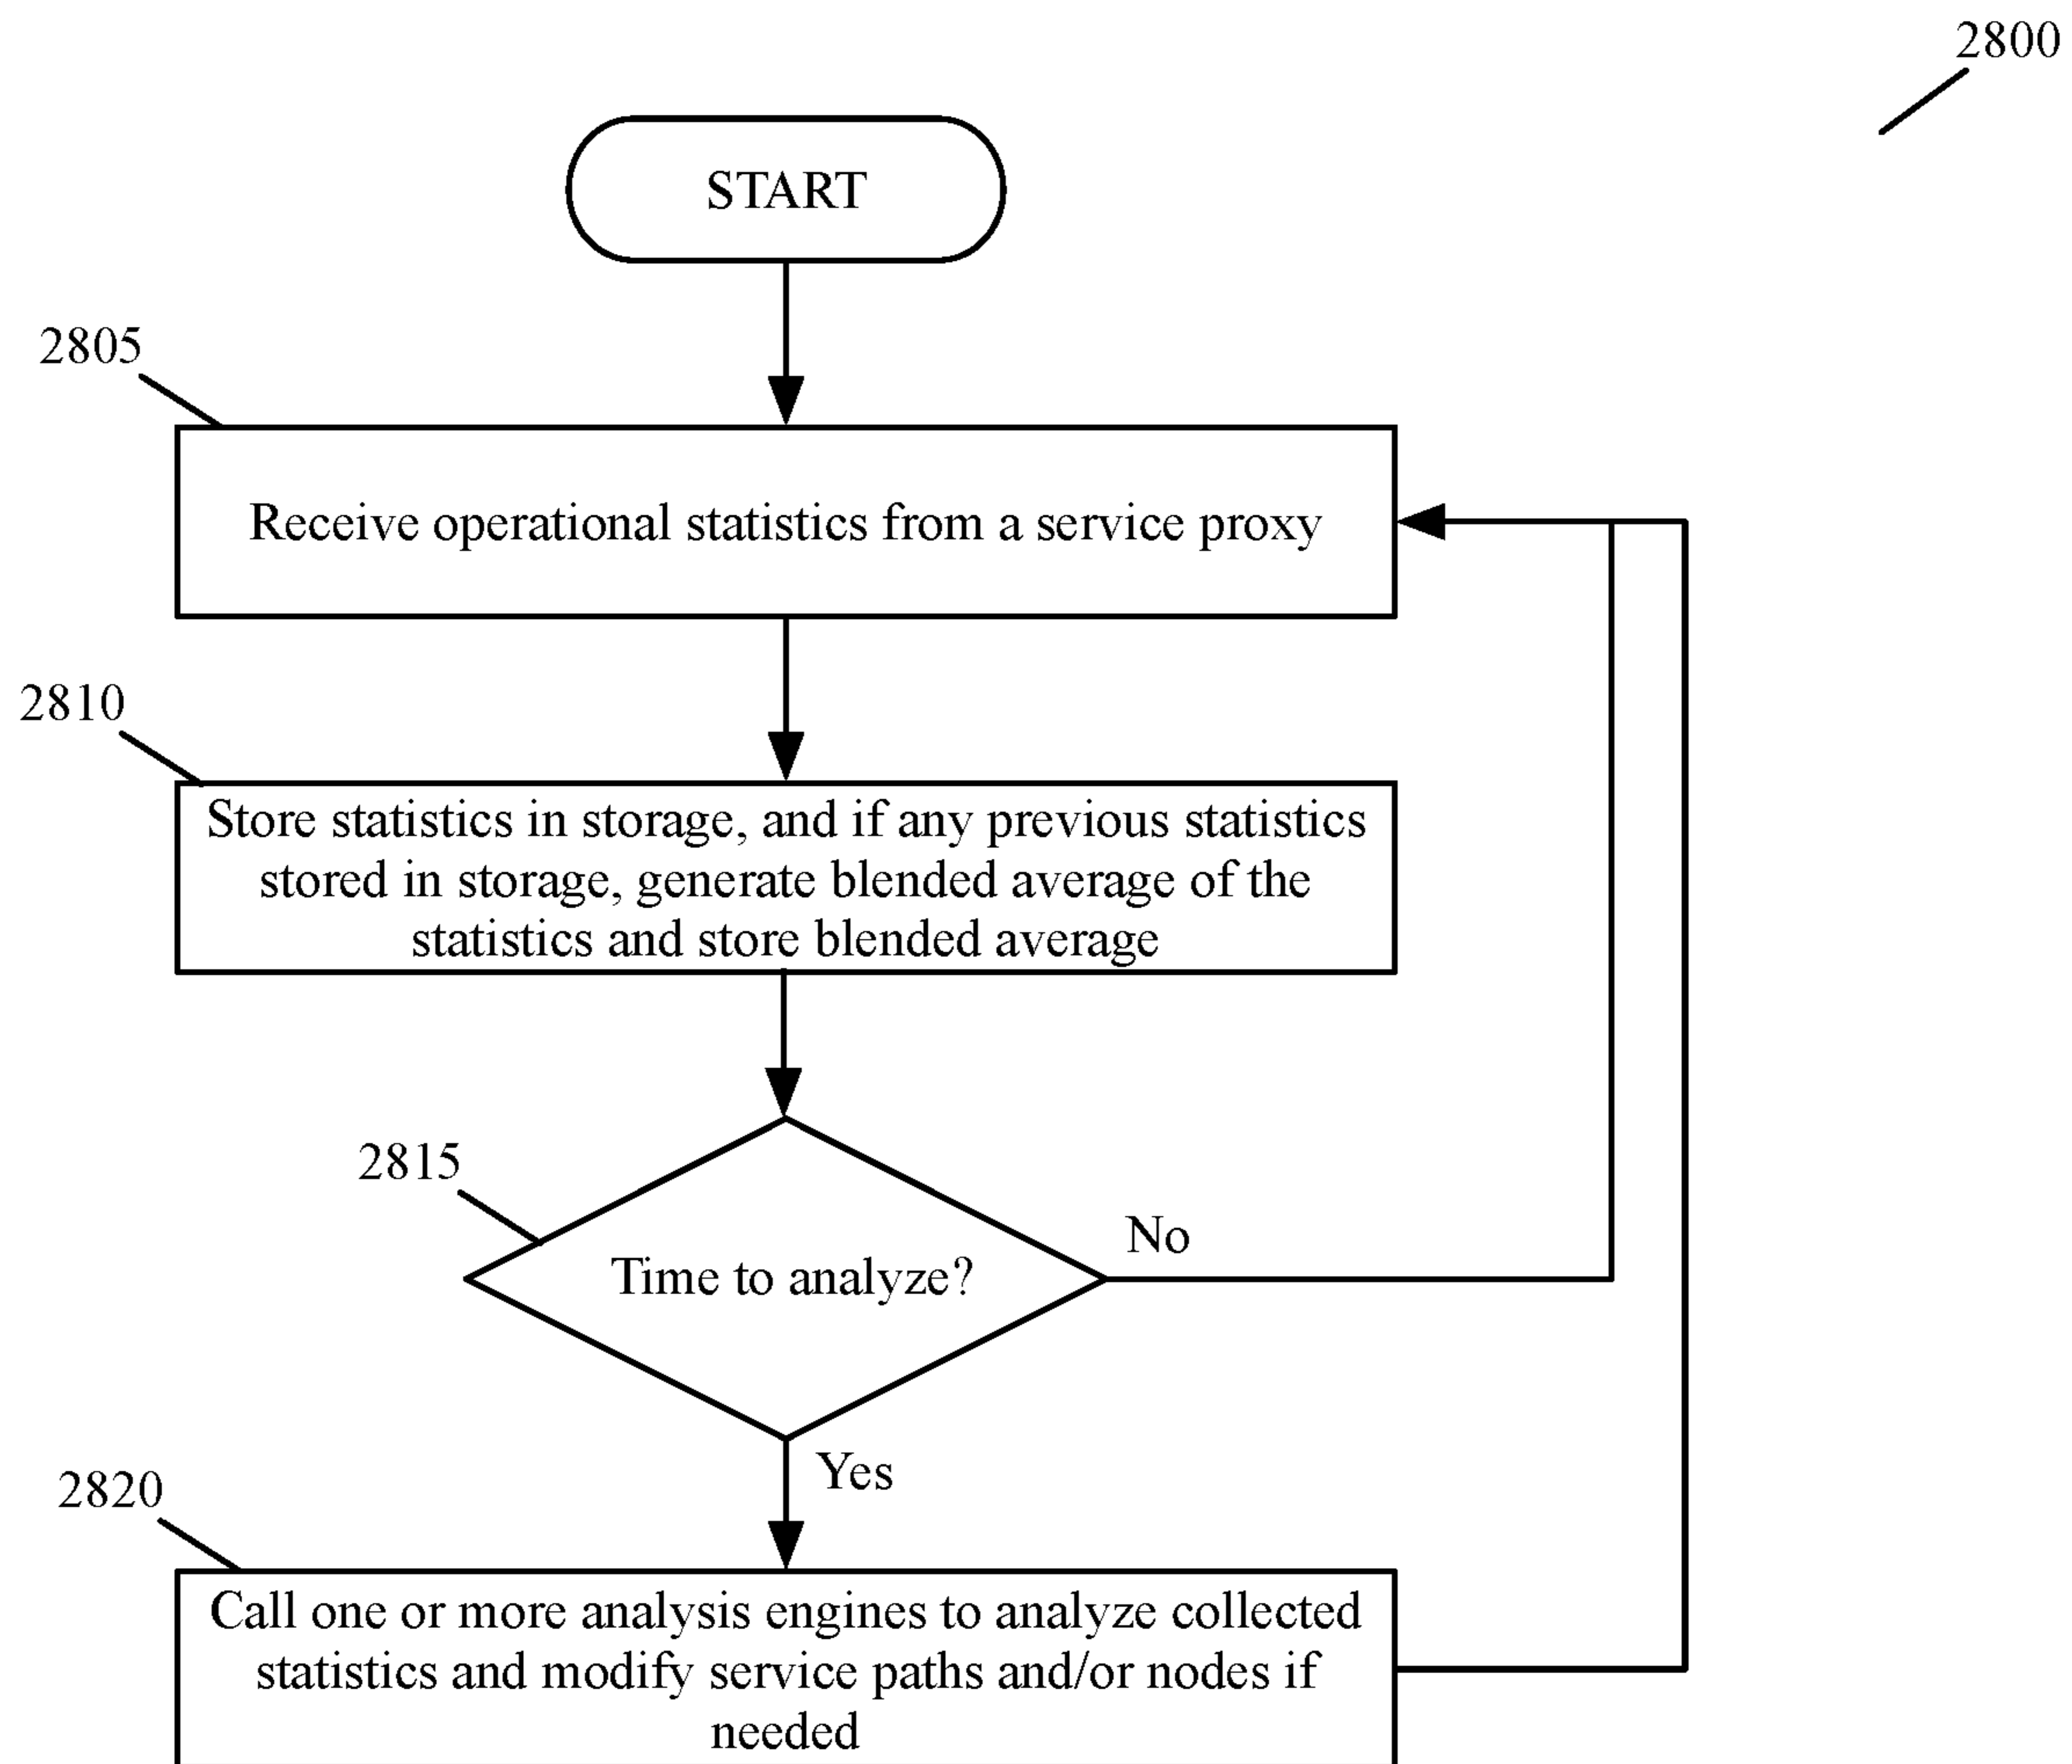 2800
START
2805
Receive operational statistics from a service proxy
2810
Store statistics in storage, and if any previous statistics
stored in storage, generate blended average of the
statistics and store blended average
2815
Time to analyze?
No
Yes
2820
Call one or more analysis engines to analyze collected
statistics and modify service paths and/or nodes if
needed